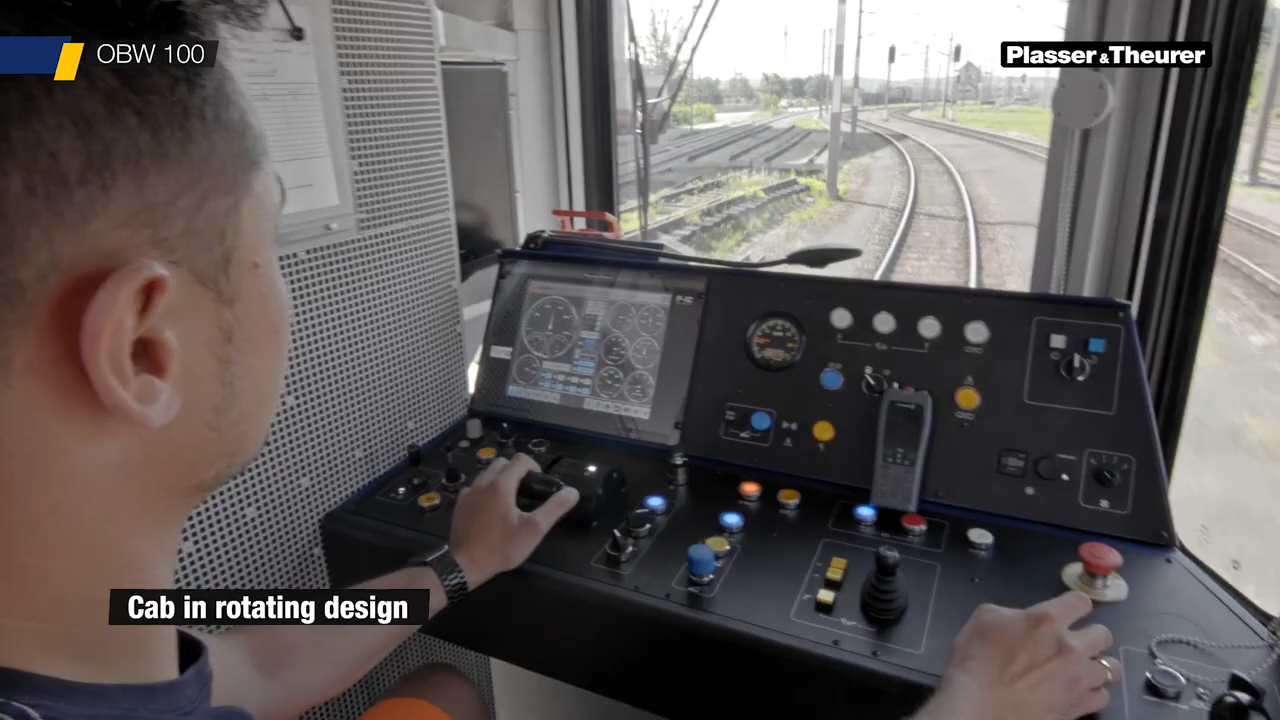 OBW 100
Plasser & Theurer
Cab in rotating design